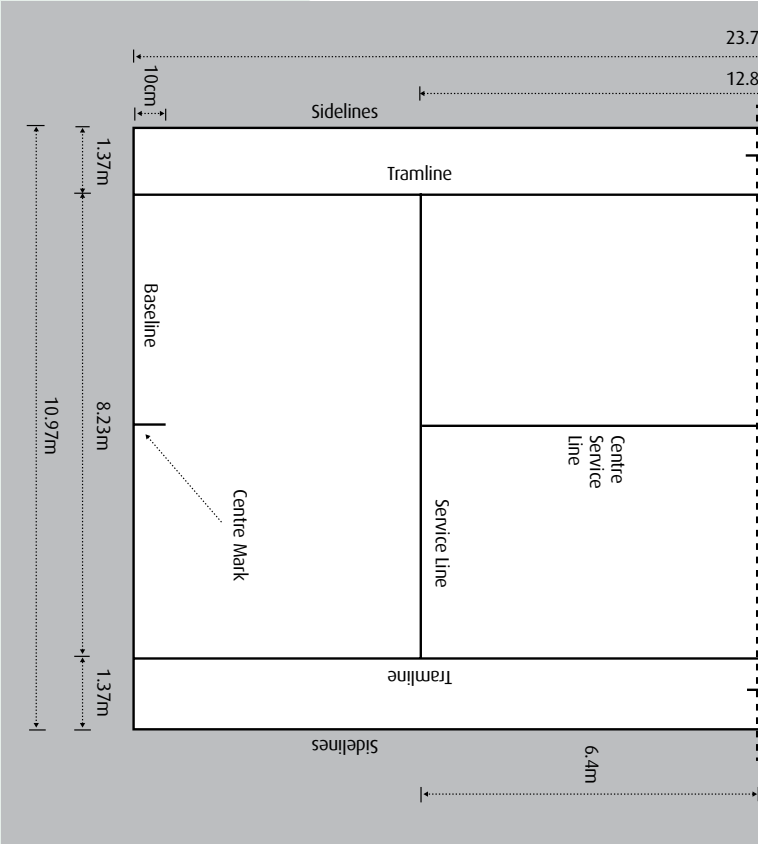 23.7
12.8
10cm
Sidelines
1.37m
Tramline
Baseline
8.23m
10.97m
Centre
Service
Line
Centre Mark
Service Line
1.37m
Tramline
Sidelines
6.4m